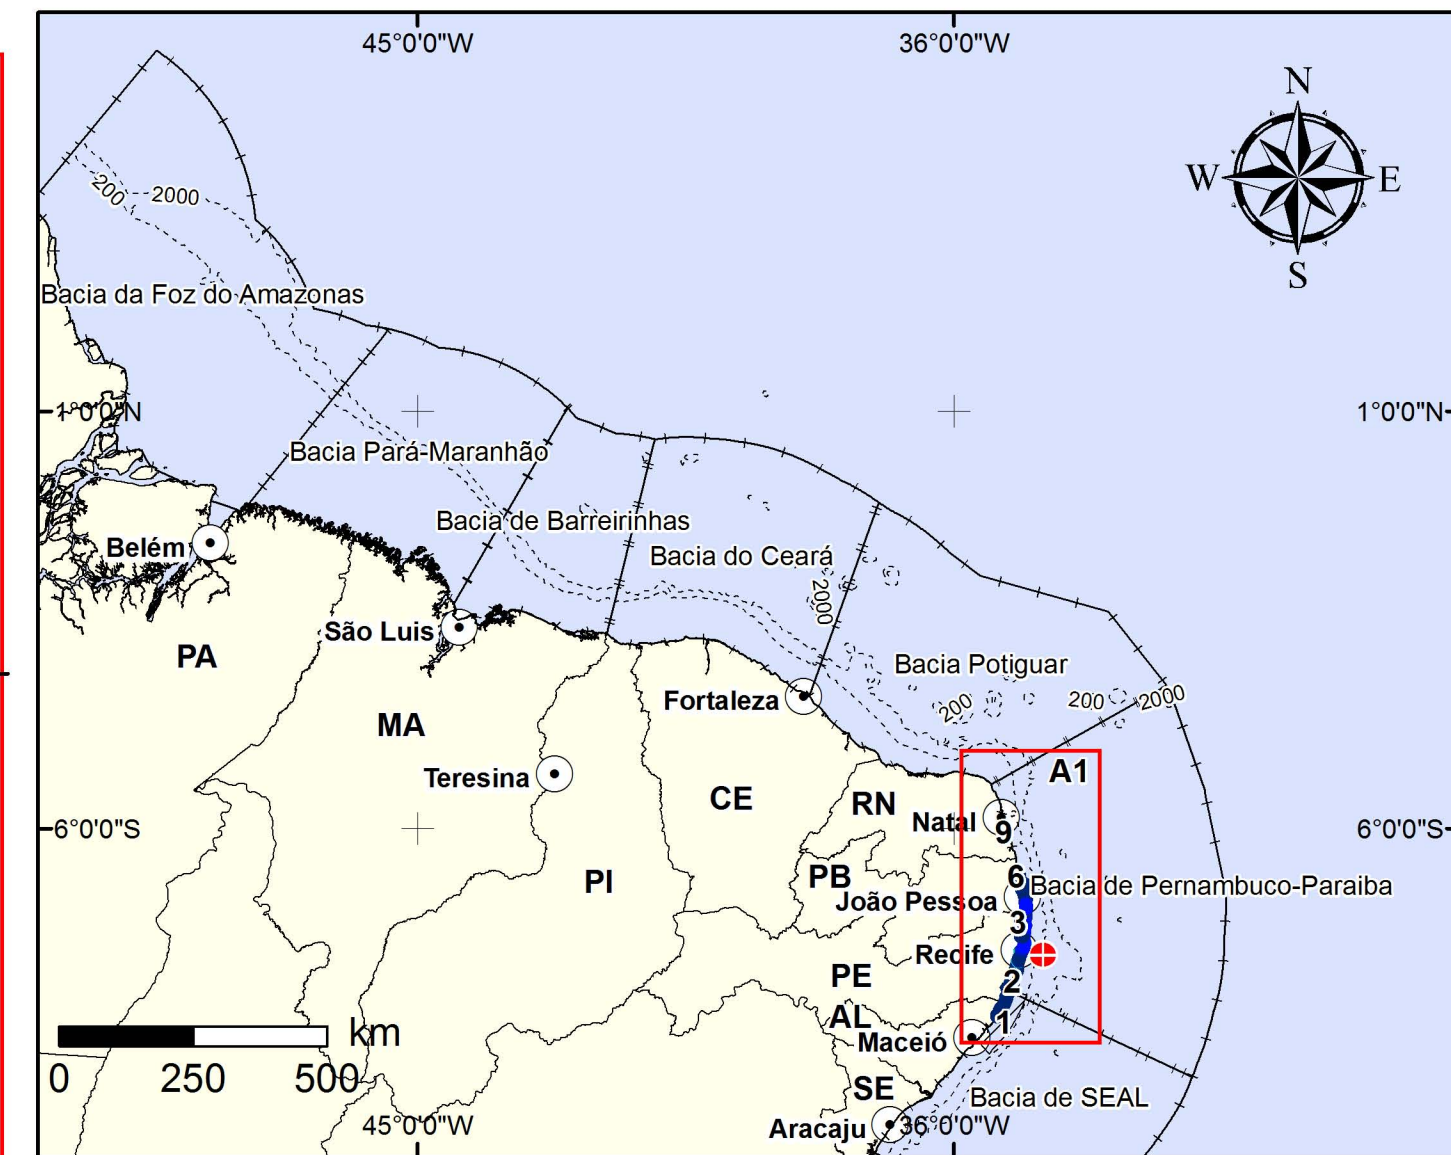 45°0'0"W
36°0'0"W
N
W
E
S
200
2000
Bacia da Foz do Amazonas
1°0'0"N
1°0'0"N
Bacia Pará-Maranhão
Bacia de Barreirinhas
Belém
Bacia do Ceará
2000
São Luis
PA
Bacia Potiguar
Fortaleza
200
200
2000
MA
A1
Teresina
CE
RN
Natal
9
6°0'0"S
6°0'0"S
PI
PB
6
Bacia de Pernambuco-Paraiba
João Pessoa
3
Recife
PE
2
AL
1
km
Maceió
0
250
500
SE
Bacia de SEAL
45°0'0"W
Aracaju
36°0'0"W